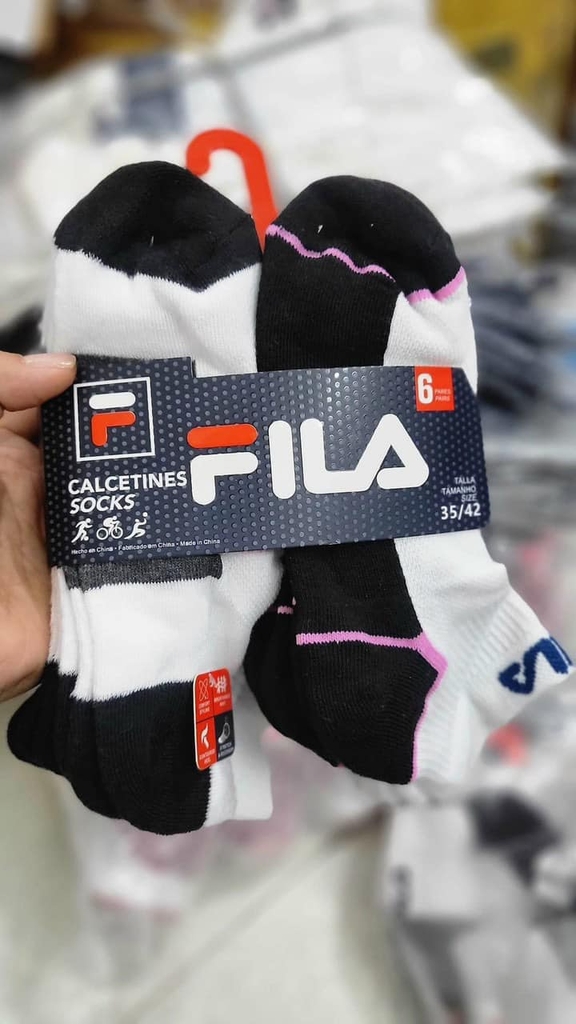 F
FILA
6 PARES
PAIRS
CALCETINES
SOCKS
TALLA
TAMANHO
SIZE
35/42
Hecho en China - Fabricado em China - Made in China